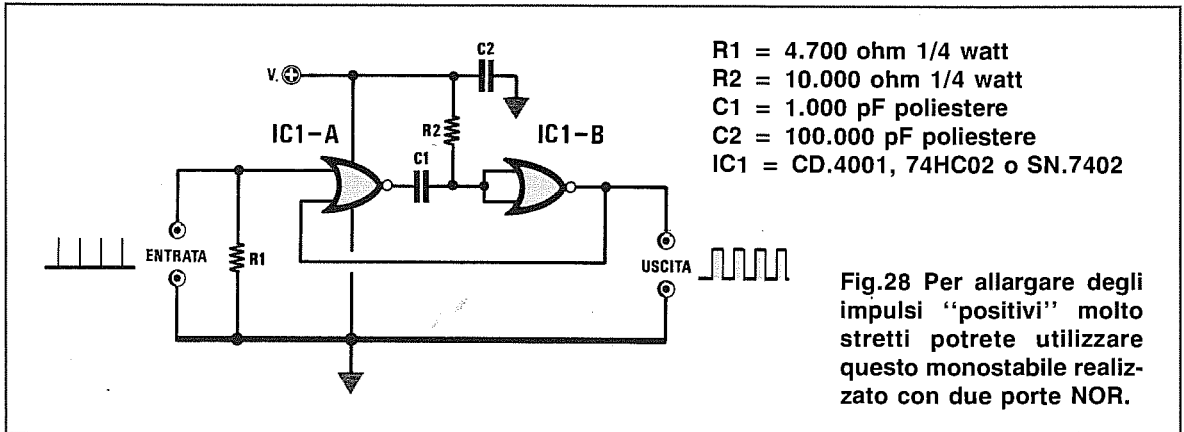 C2
V.
IC1-A
R2
IC1-B
C1
ENTRATA
R1
USCITA
R1 = 4.700 ohm 1/4 watt
R2 = 10.000 ohm 1/4 watt
C1 = 1.000 pF poliestere
C2 = 100.000 pF poliestere
IC1 = CD.4001, 74HC02 o SN.7402
Fig.28 Per allargare degli
impulsi ‘‘positivi’’ molto
stretti potrete utilizzare
questo monostabile realiz-
zato con due porte NOR.